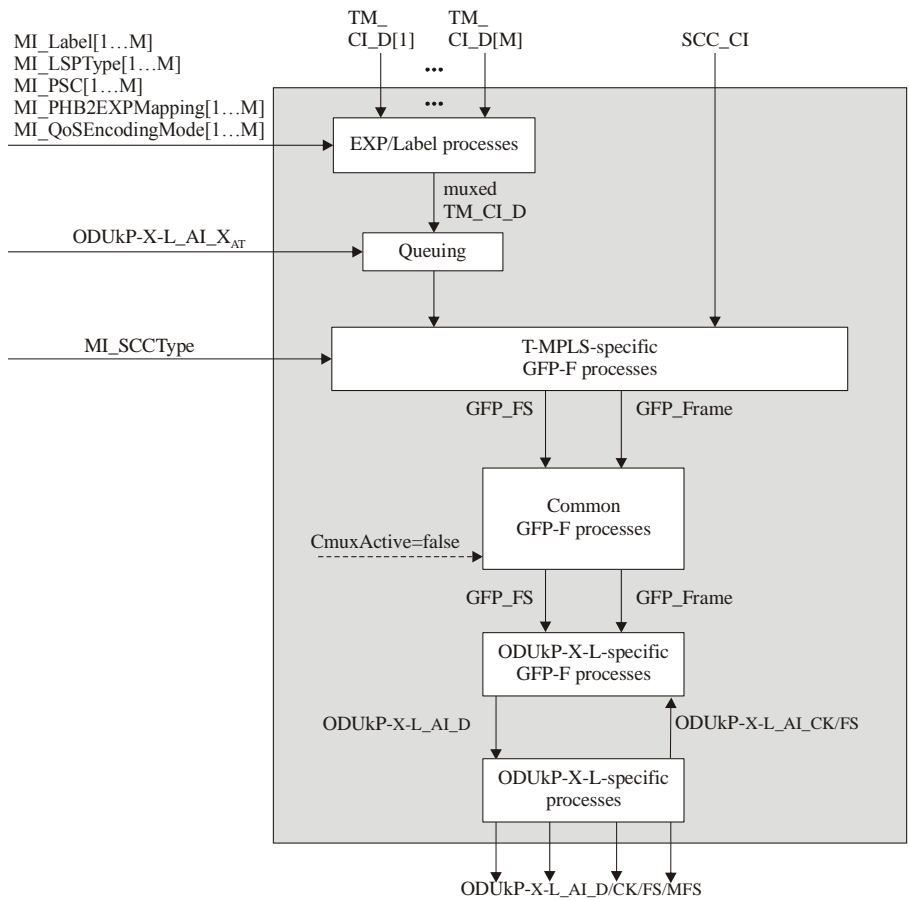 TM_
CI_D[1]
TM_
CI_D[M]
SCC_CI
MI_Label[1…M]
MI_LSPType[1…M]
MI_PSC[1…M]
MI_PHB2EXPMapping[1…M]
MI_QoSEncodingMode[1…M]
...
...
EXP/Label processes
muxed
TM_CI_D
ODUkP-X-L_AI_X_AT
Queuing
MI_SCCType
T-MPLS-specific
GFP-F processes
GFP_FS
GFP_Frame
Common
GFP-F processes
CmuxActive=false
GFP_FS
GFP_Frame
ODUkP-X-L-specific
GFP-F processes
ODUkP-X-L_AI_D
ODUkP-X-L_AI_CK/FS
ODUkP-X-L-specific
processes
ODUkP-X-L_AI_D/CK/FS/MFS